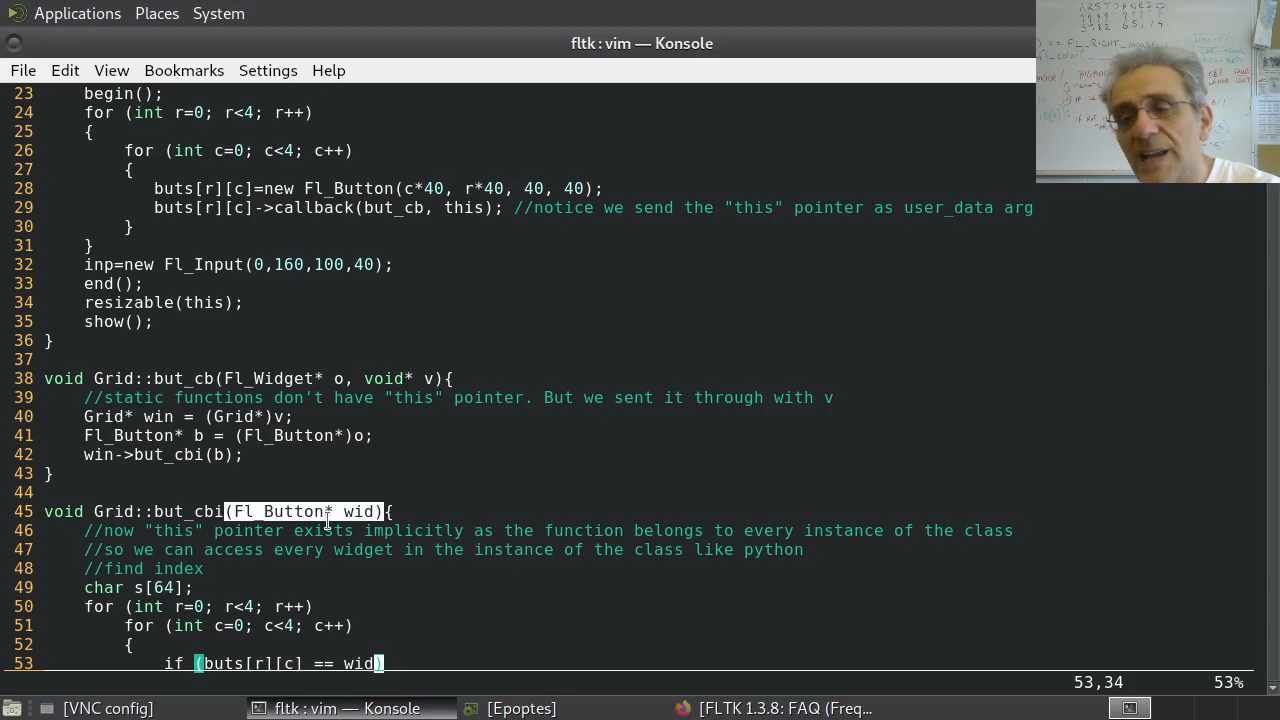 Applications Places System
fltk : vim — Konsole
File Edit View Bookmarks Settings Help
23 begin();
24 for (int r=0; r<4; r++)
25 {
26 for (int c=0; c<4; c++)
27 {
28 buts[r][c]=new Fl_Button(c*40, r*40, 40, 40);
29 buts[r][c]->callback(but_cb, this); //notice we send the "this" pointer as user_data arg
30 }
31 }
32 inp=new Fl_Input(0,160,100,40);
33 end();
34 resizable(this);
35 show();
36 }
37
38 void Grid::but_cb(Fl_Widget* o, void* v){
39 //static functions don't have "this" pointer. But we sent it through with v
40 Grid* win = (Grid*)v;
41 Fl_Button* b = (Fl_Button*)o;
42 win->but_cbi(b);
43 }
44
45 void Grid::but_cbi(Fl_Button* wid){
46 //now "this" pointer exists implicitly as the function belongs to every instance of the class
47 //so we can access every widget in the instance of the class like python
48 //find index
49 char s[64];
50 for (int r=0; r<4; r++)
51 for (int c=0; c<4; c++)
52 {
53 if (buts[r][c] == wid)
53,34 53%
[VNC config] fltk : vim — Konsole [Epoptes] [FLTK 1.3.8: FAQ (Freq...